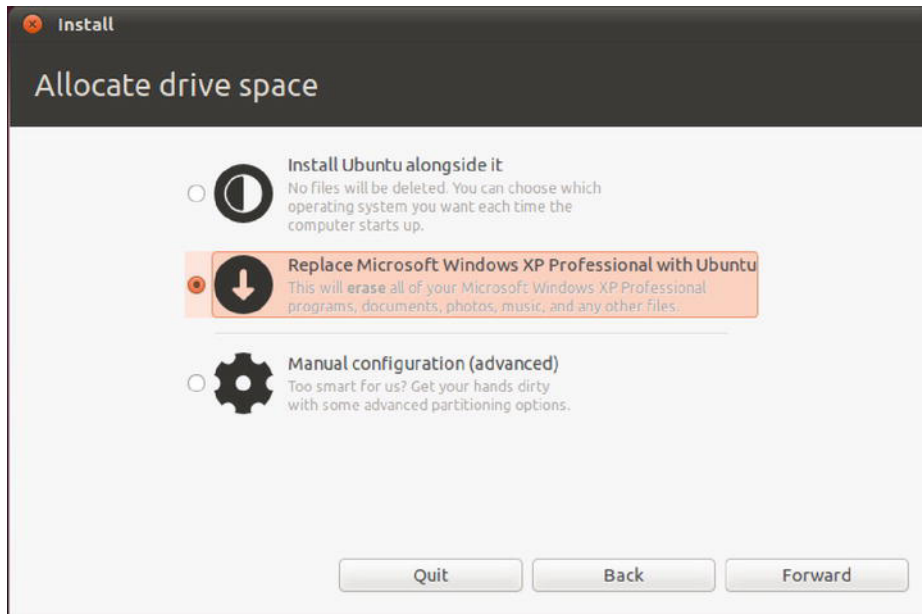 Install
Allocate drive space
Install Ubuntu alongside it
No files will be deleted. You can choose which
operating system you want each time the
computer starts up.
Replace Microsoft Windows XP Professional with Ubuntu
This will erase all of your Microsoft Windows XP Professional
programs, documents, photos, music, and any other files.
Manual configuration (advanced)
Too smart for us? Get your hands dirty
with some advanced partitioning options.
Quit
Back
Forward